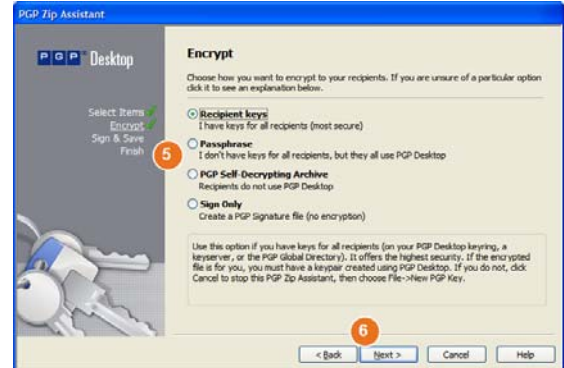 PGP Zip Assistant
PGP Desktop
Select Items
Encrypt
Sign & Save
Finish
5
Encrypt
Choose how you want to encrypt to your recipients. If you are unsure of a particular option
click it to see an explanation below.
Recipient keys
I have keys for all recipients (most secure)
Passphrase
I don't have keys for all recipients, but they all use PGP Desktop
PGP Self-Decrypting Archive
Recipients do not use PGP Desktop
Sign Only
Create a PGP Signature file (no encryption)
Use this option if you have keys for all recipients (on your PGP Desktop keyring, a
keyserver, or the PGP Global Directory). It offers the highest security. If the encrypted
file is for you, you must have a keypair created using PGP Desktop. If you do not, click
Cancel to stop this PGP Zip Assistant, then choose File->New PGP Key.
6
< Back Next > Cancel Help